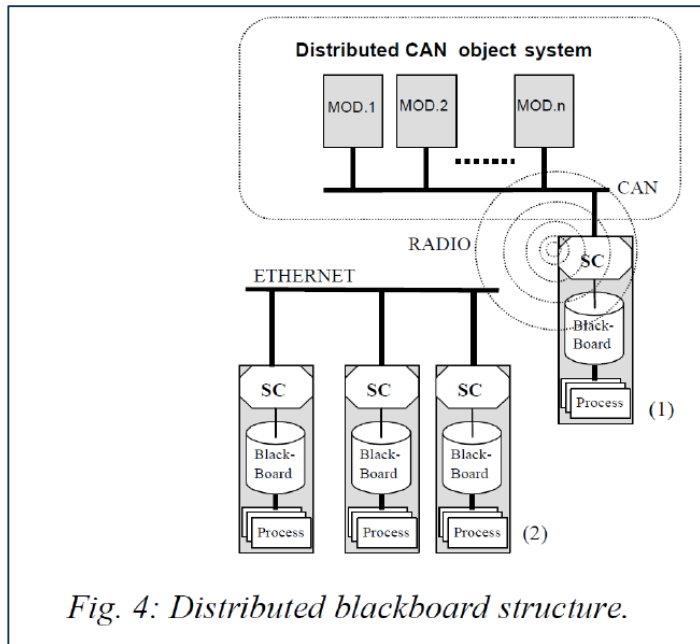 Distributed CAN object system
MOD.1
MOD.2
MOD.n
CAN
RADIO
SC
ETHERNET
Black-
Board
Process
(1)
SC
SC
SC
Black-
Board
Black-
Board
Black-
Board
Process
Process
Process
(2)
Fig. 4: Distributed blackboard structure.